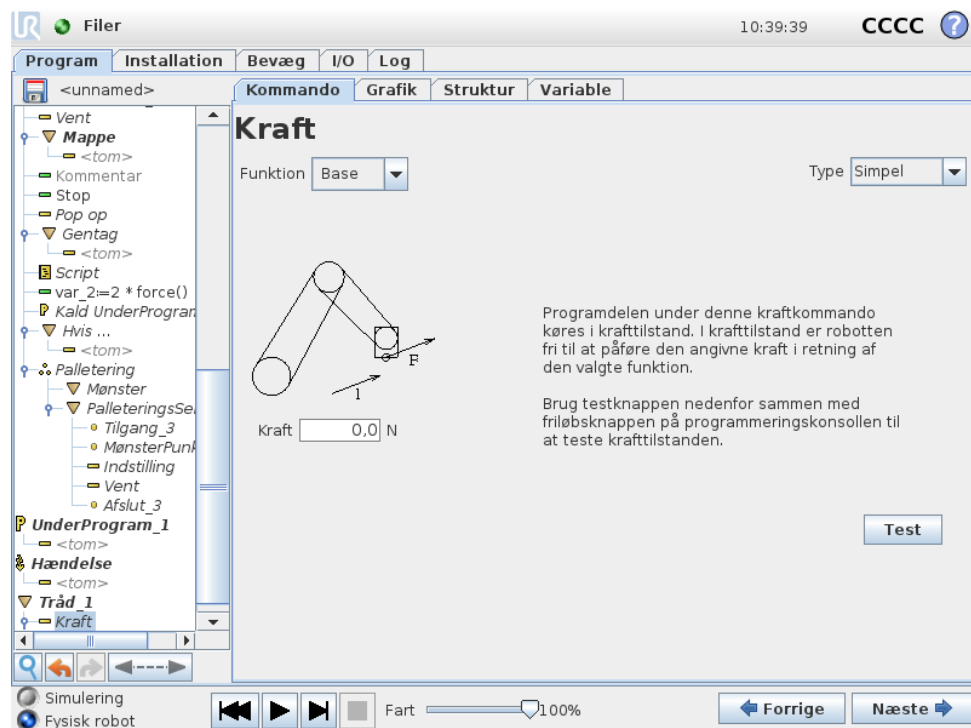 UR Filer 10:39:39 CCCC ?
Program Installation Bevæg I/O Log
<unnamed>
Kommando Grafik Struktur Variable
Vent
Mappe
<tom>
Kommentar
Stop
Pop op
Gentag
<tom>
Script
var_2:=2 * force()
P Kald UnderProgram
Hvis ...
<tom>
Palletering
Mønster
PalleteringsSe
Tilgang_3
MønsterPunk
Indstilling
Vent
Afslut_3
P UnderProgram_1
<tom>
Hændelse
<tom>
Tråd_1
Kraft
Kraft
Funktion Base
Type Simpel
F
1
Kraft 0,0 N
Programdelen under denne kraftkommando
køres i krafttilstand. I krafttilstand er robotten
fri til at påføre den angivne kraft i retning af
den valgte funktion.
Brug testknappen nedenfor sammen med
friløbsknappen på programmeringskonsollen til
at teste krafttilstanden.
Test
Simulering
Fysisk robot
Fart 100%
Forrige Næste